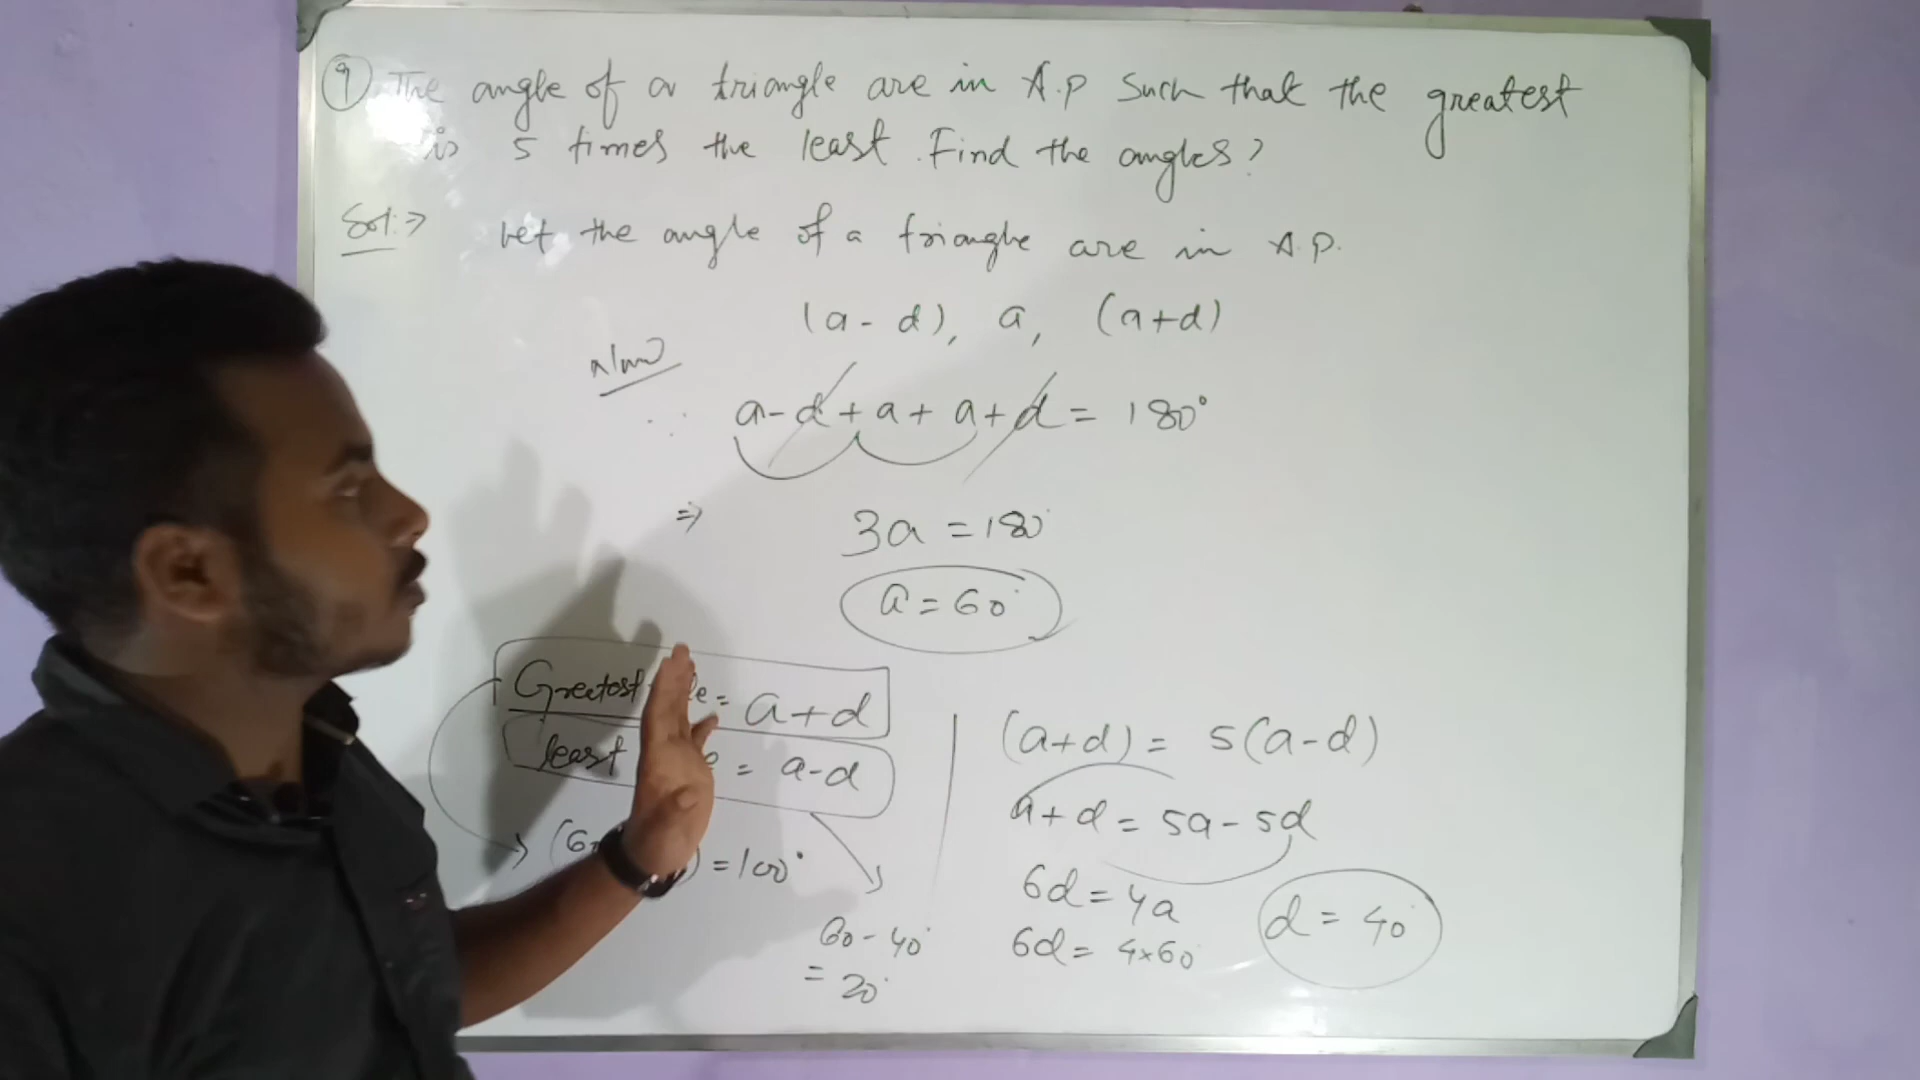 9 The angle of a triangle are in A.P such that the greatest
is 5 times the least. Find the angles?
Sol:⇒ Let the angle of a triangle are in A.P.
(a-d), a, (a+d)
∴ a-d+a+a+d = 180°
⇒ 3a = 180°
a = 60°
Greatest = a+d
least = a-d
= 100°
60-40°
= 20°
(a+d) = 5(a-d)
a+d = 5a-5d
6d = 4a
6d = 4×60
d = 40